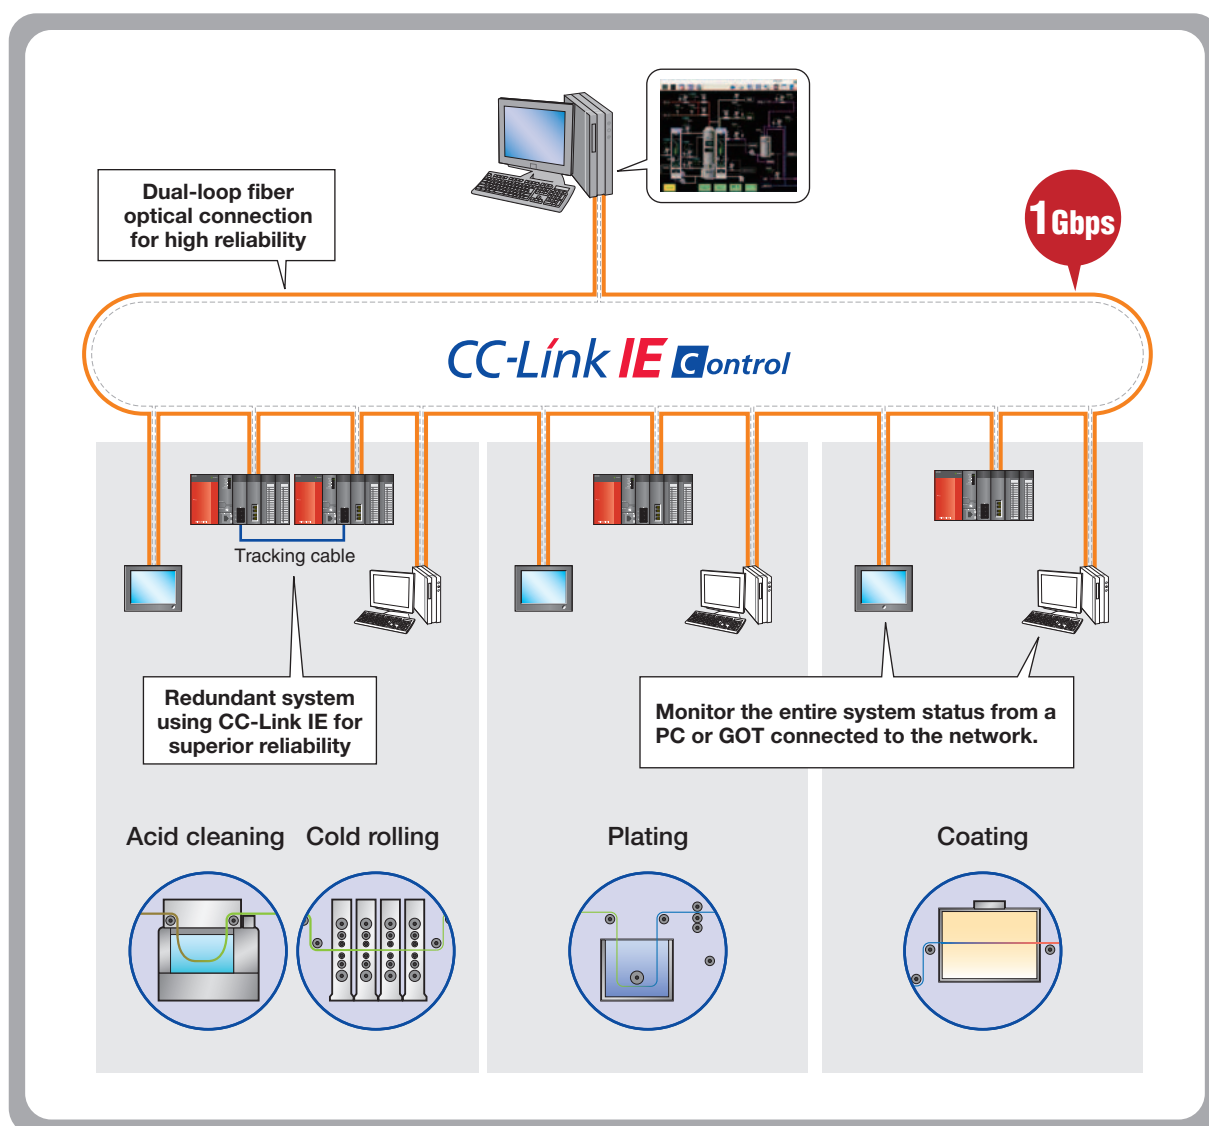 Dual-loop fiber
optical connection
for high reliability
1Gbps
CC-Link IE Control
Tracking cable
Redundant system
using CC-Link IE for
superior reliability
Monitor the entire system status from a
PC or GOT connected to the network.
Acid cleaning
Cold rolling
Plating
Coating